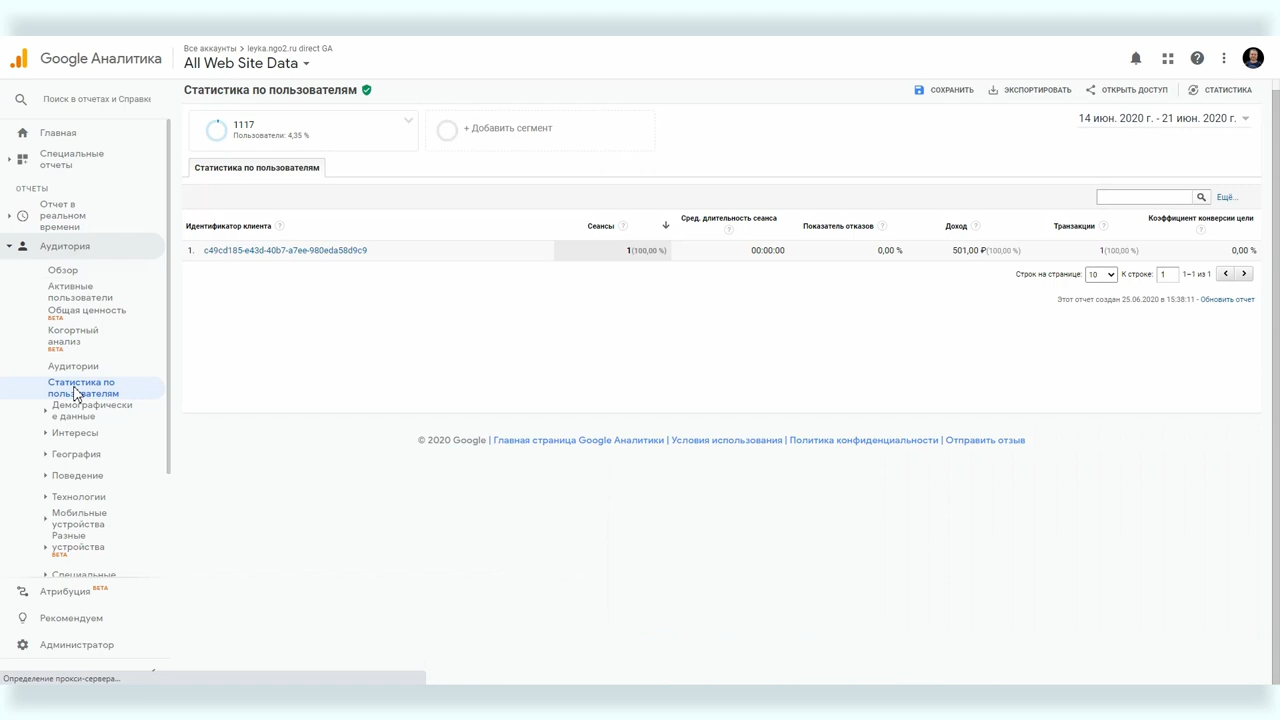 Google Аналитика
Все аккаунты > leyka.ngo2.ru direct GA
All Web Site Data
Поиск в отчетах и Справке
Главная
Специальные
отчеты
ОТЧЕТЫ
Отчет в
реальном
времени
Аудитория
Обзор
Активные
пользователи
Общая ценность
BETA
Когортный
анализ
BETA
Аудитории
Статистика по
пользователям
Демографически
е данные
Интересы
География
Поведение
Технологии
Мобильные
устройства
Разные
устройства
BETA
Специальные
Атрибуция BETA
Рекомендуем
Администратор
Определение прокси-сервера...
Статистика по пользователям
СОХРАНИТЬ
ЭКСПОРТИРОВАТЬ
ОТКРЫТЬ ДОСТУП
СТАТИСТИКА
1117
Пользователи: 4,35 %
+ Добавить сегмент
14 июн. 2020 г. - 21 июн. 2020 г.
Статистика по пользователям
Ещё...
Идентификатор клиента ? Сеансы ? Сред. длительность сеанса ? Показатель отказов ? Доход ? Транзакции ? Коэффициент конверсии цели ?
1. c49cd185-e43d-40b7-a7ee-980eda58d9c9 1(100,00 %) 00:00:00 0,00 % 501,00 ₽(100,00 %) 1(100,00 %) 0,00 %
Строк на странице: 10 К строке: 1 1–1 из 1
Этот отчет создан 25.06.2020 в 15:38:11 - Обновить отчет
© 2020 Google | Главная страница Google Аналитики | Условия использования | Политика конфиденциальности | Отправить отзыв